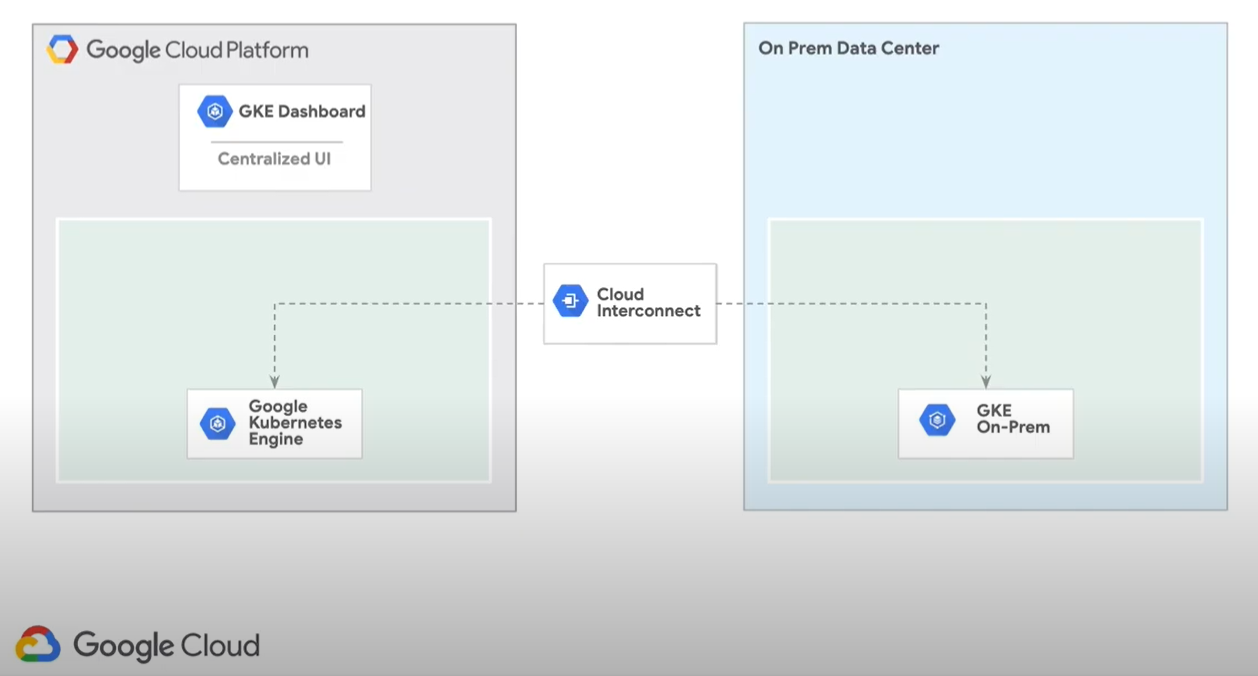 Google Cloud Platform
On Prem Data Center
GKE Dashboard
Centralized UI
Cloud
Interconnect
Google
Kubernetes
Engine
GKE
On-Prem
Google Cloud